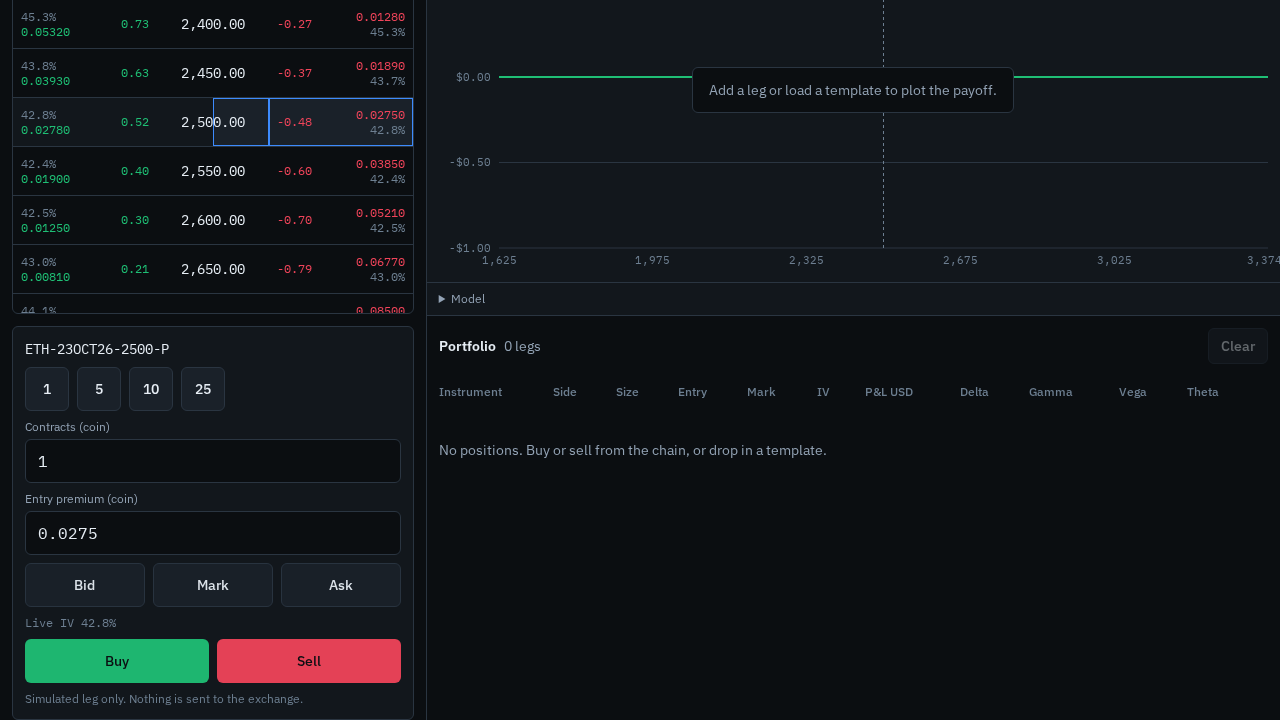 45.3%
0.05320 0.73 2,400.00 -0.27 0.01280
45.3%
43.8%
0.03930 0.63 2,450.00 -0.37 0.01890
43.7%
42.8%
0.02780 0.52 2,500.00 -0.48 0.02750
42.8%
42.4%
0.01900 0.40 2,550.00 -0.60 0.03850
42.4%
42.5%
0.01250 0.30 2,600.00 -0.70 0.05210
42.5%
43.0%
0.00810 0.21 2,650.00 -0.79 0.06770
43.0%
44.1% 0.08500
ETH-23OCT26-2500-P
1 5 10 25
Contracts (coin)
1
Entry premium (coin)
0.0275
Bid Mark Ask
Live IV 42.8%
Buy Sell
Simulated leg only. Nothing is sent to the exchange.
$0.00
Add a leg or load a template to plot the payoff.
-$0.50
-$1.00
1,625 1,975 2,325 2,675 3,025 3,374
Model
Portfolio 0 legs Clear
Instrument Side Size Entry Mark IV P&L USD Delta Gamma Vega Theta
No positions. Buy or sell from the chain, or drop in a template.